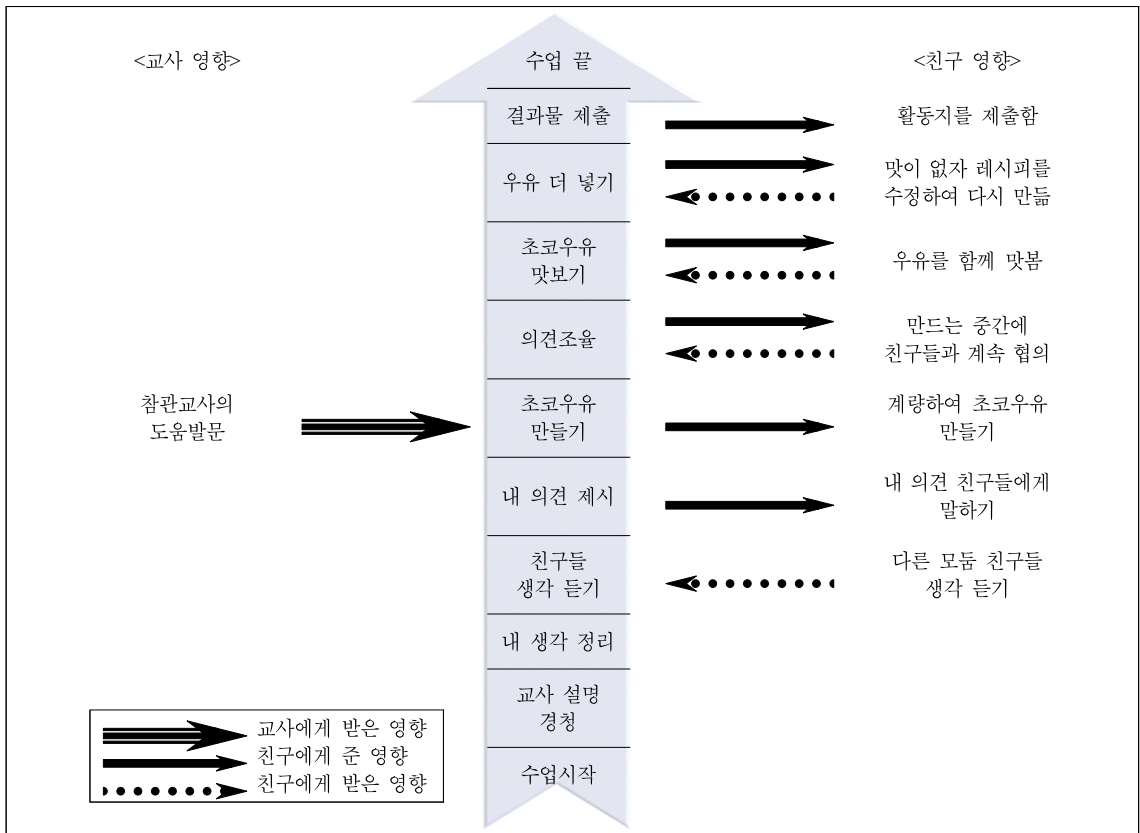 <교사 영향>
수업 끝
<친구 영향>
결과물 제출
활동지를 제출함
우유 더 넣기
맛이 없자 레시피를
수정하여 다시 만듦
초코우유
맛보기
우유를 함께 맛봄
의견조율
만드는 중간에
친구들과 계속 협의
참관교사의
도움발문
초코우유
만들기
계량하여 초코우유
만들기
내 의견 제시
내 의견 친구들에게
말하기
친구들
생각 듣기
다른 모둠 친구들
생각 듣기
내 생각 정리
교사 설명
경청
수업시작
교사에게 받은 영향
친구에게 준 영향
친구에게 받은 영향